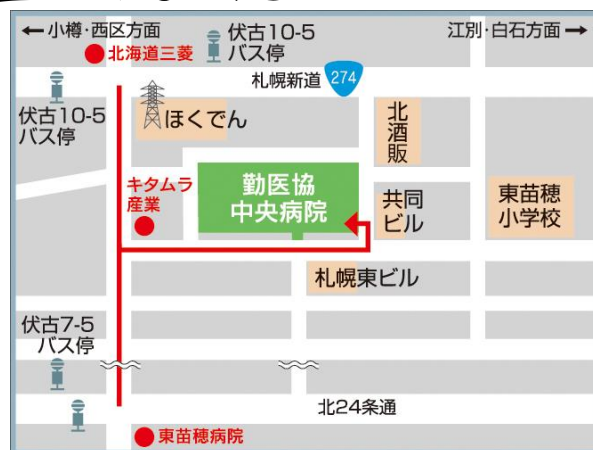 ←小樽・西区方面
伏古10-5
バス停
江別・白石方面→
北海道三菱
札幌新道 274
伏古10-5
バス停
ほくでん
北酒販
キタムラ
産業
勤医協
中央病院
共同
ビル
東苗穂
小学校
札幌東ビル
伏古7-5
バス停
北24条通
東苗穂病院